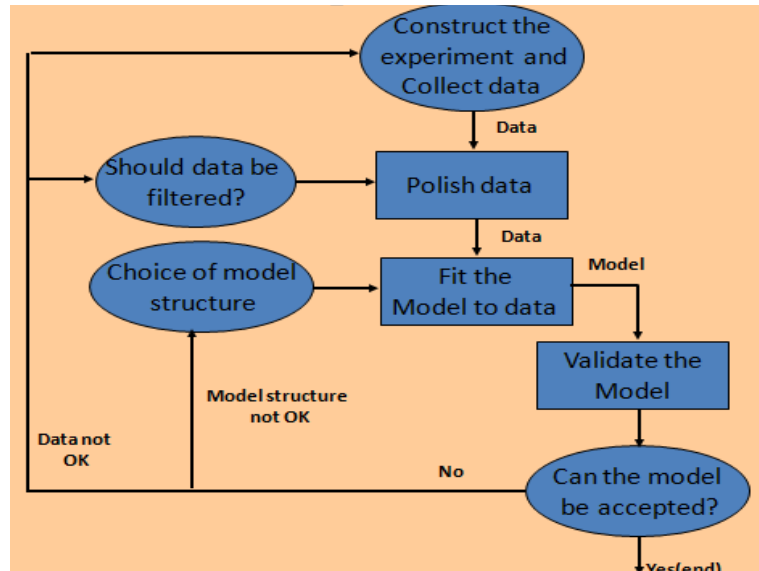 Construct the
experiment and
Collect data
Data
Should data be
filtered?
Polish data
Data
Choice of model
structure
Fit the
Model to data
Model
Validate the
Model
Model structure
not OK
Data not
OK
No
Can the model
be accepted?
Yes(end)